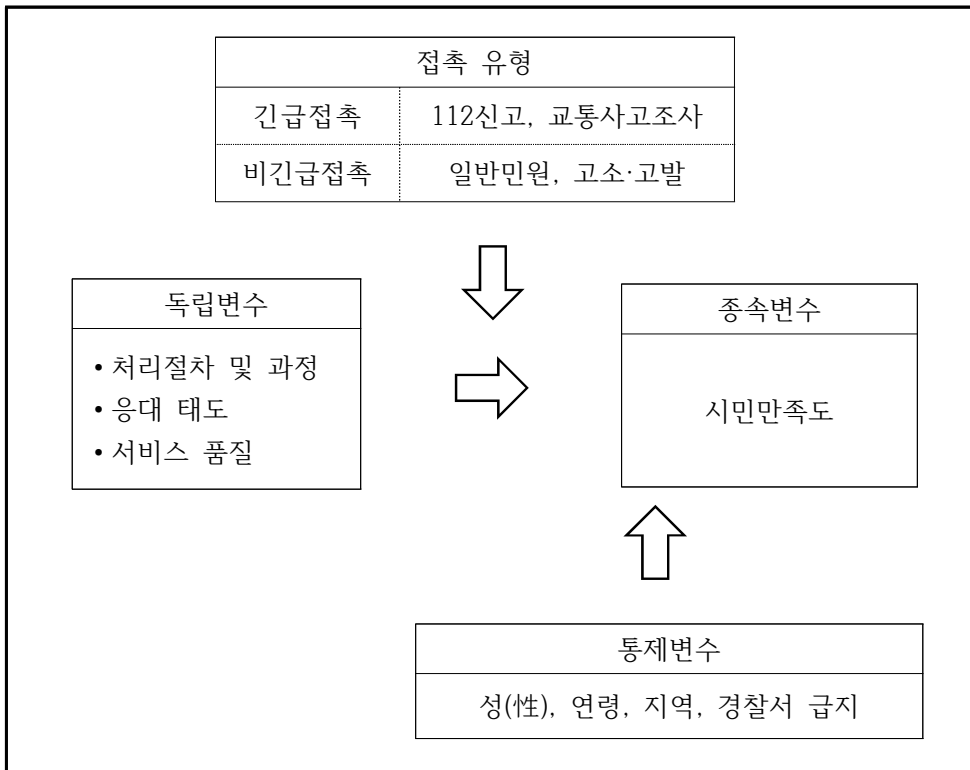 접촉 유형
긴급접촉 112신고, 교통사고조사
비긴급접촉 일반민원, 고소·고발
독립변수
• 처리절차 및 과정
• 응대 태도
• 서비스 품질
종속변수
시민만족도
통제변수
성(性), 연령, 지역, 경찰서 급지